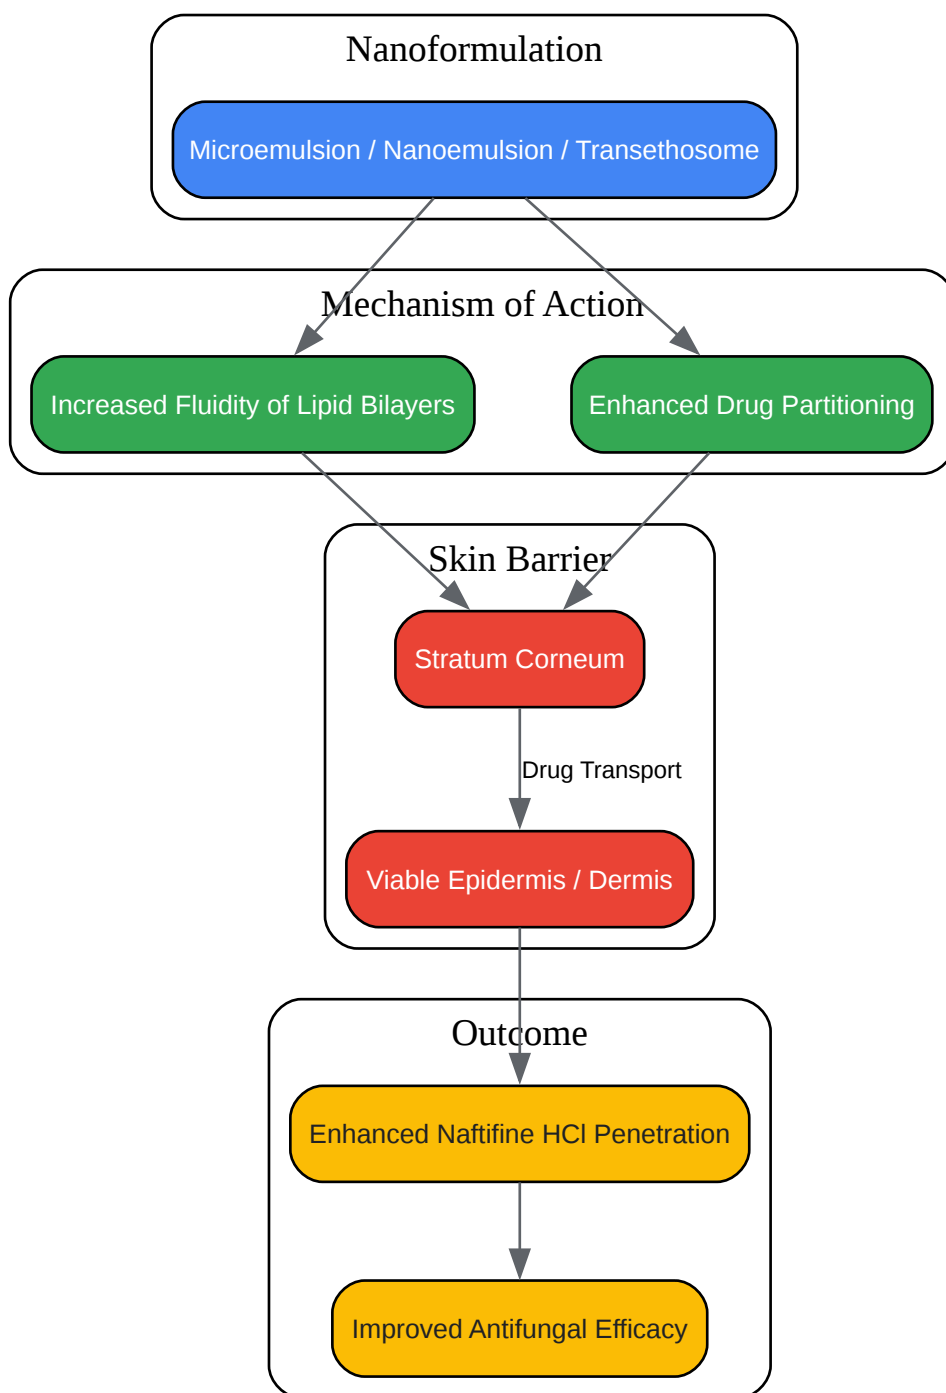 Nanoformulation
Microemulsion / Nanoemulsion / Transethosome
Mechanism of Action
Increased Fluidity of Lipid Bilayers
Enhanced Drug Partitioning
Skin Barrier
Stratum Corneum
Drug Transport
Viable Epidermis / Dermis
Outcome
Enhanced Naftifine HCl Penetration
Improved Antifungal Efficacy